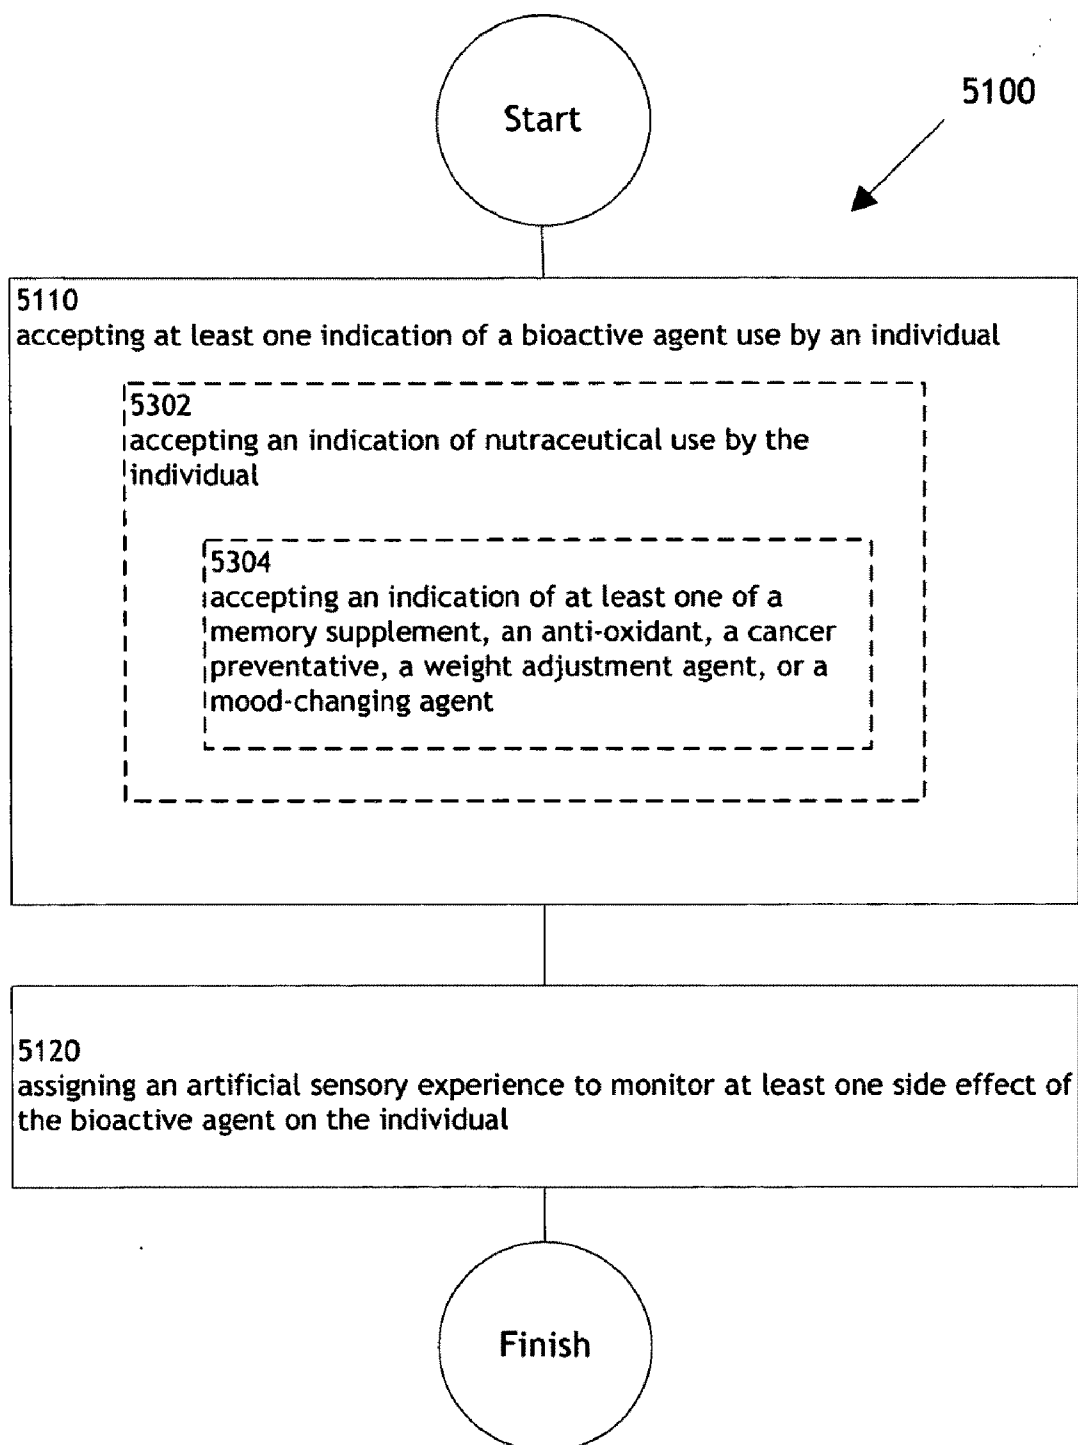 Start
5100
5110
accepting at least one indication of a bioactive agent use by an individual
5302
accepting an indication of nutraceutical use by the
individual
5304
accepting an indication of at least one of a
memory supplement, an anti-oxidant, a cancer
preventative, a weight adjustment agent, or a
mood-changing agent
5120
assigning an artificial sensory experience to monitor at least one side effect of
the bioactive agent on the individual
Finish